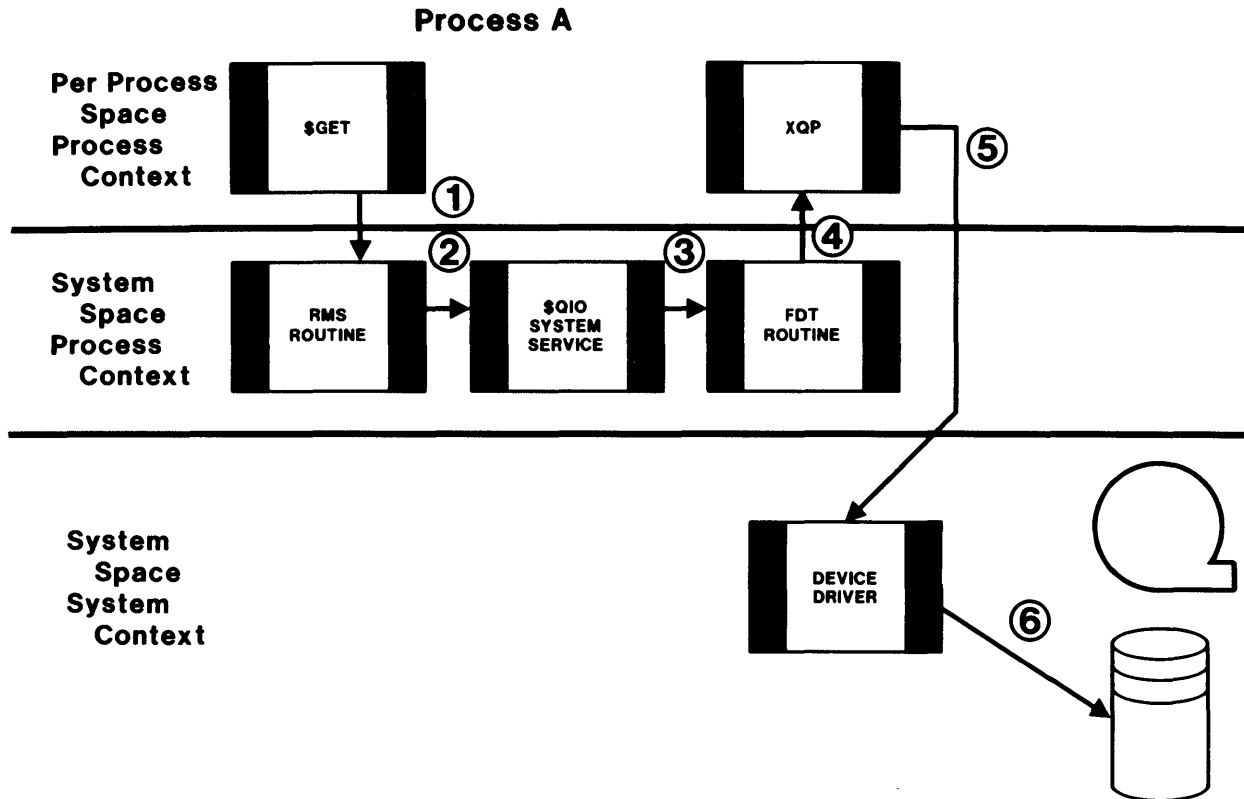 Process A
Per Process
Space
Process
Context
$GET
XQP
①
⑤
②
③
④
System
Space
Process
Context
RMS
ROUTINE
$QIO
SYSTEM
SERVICE
FDT
ROUTINE
System
Space
System
Context
DEVICE
DRIVER
⑥